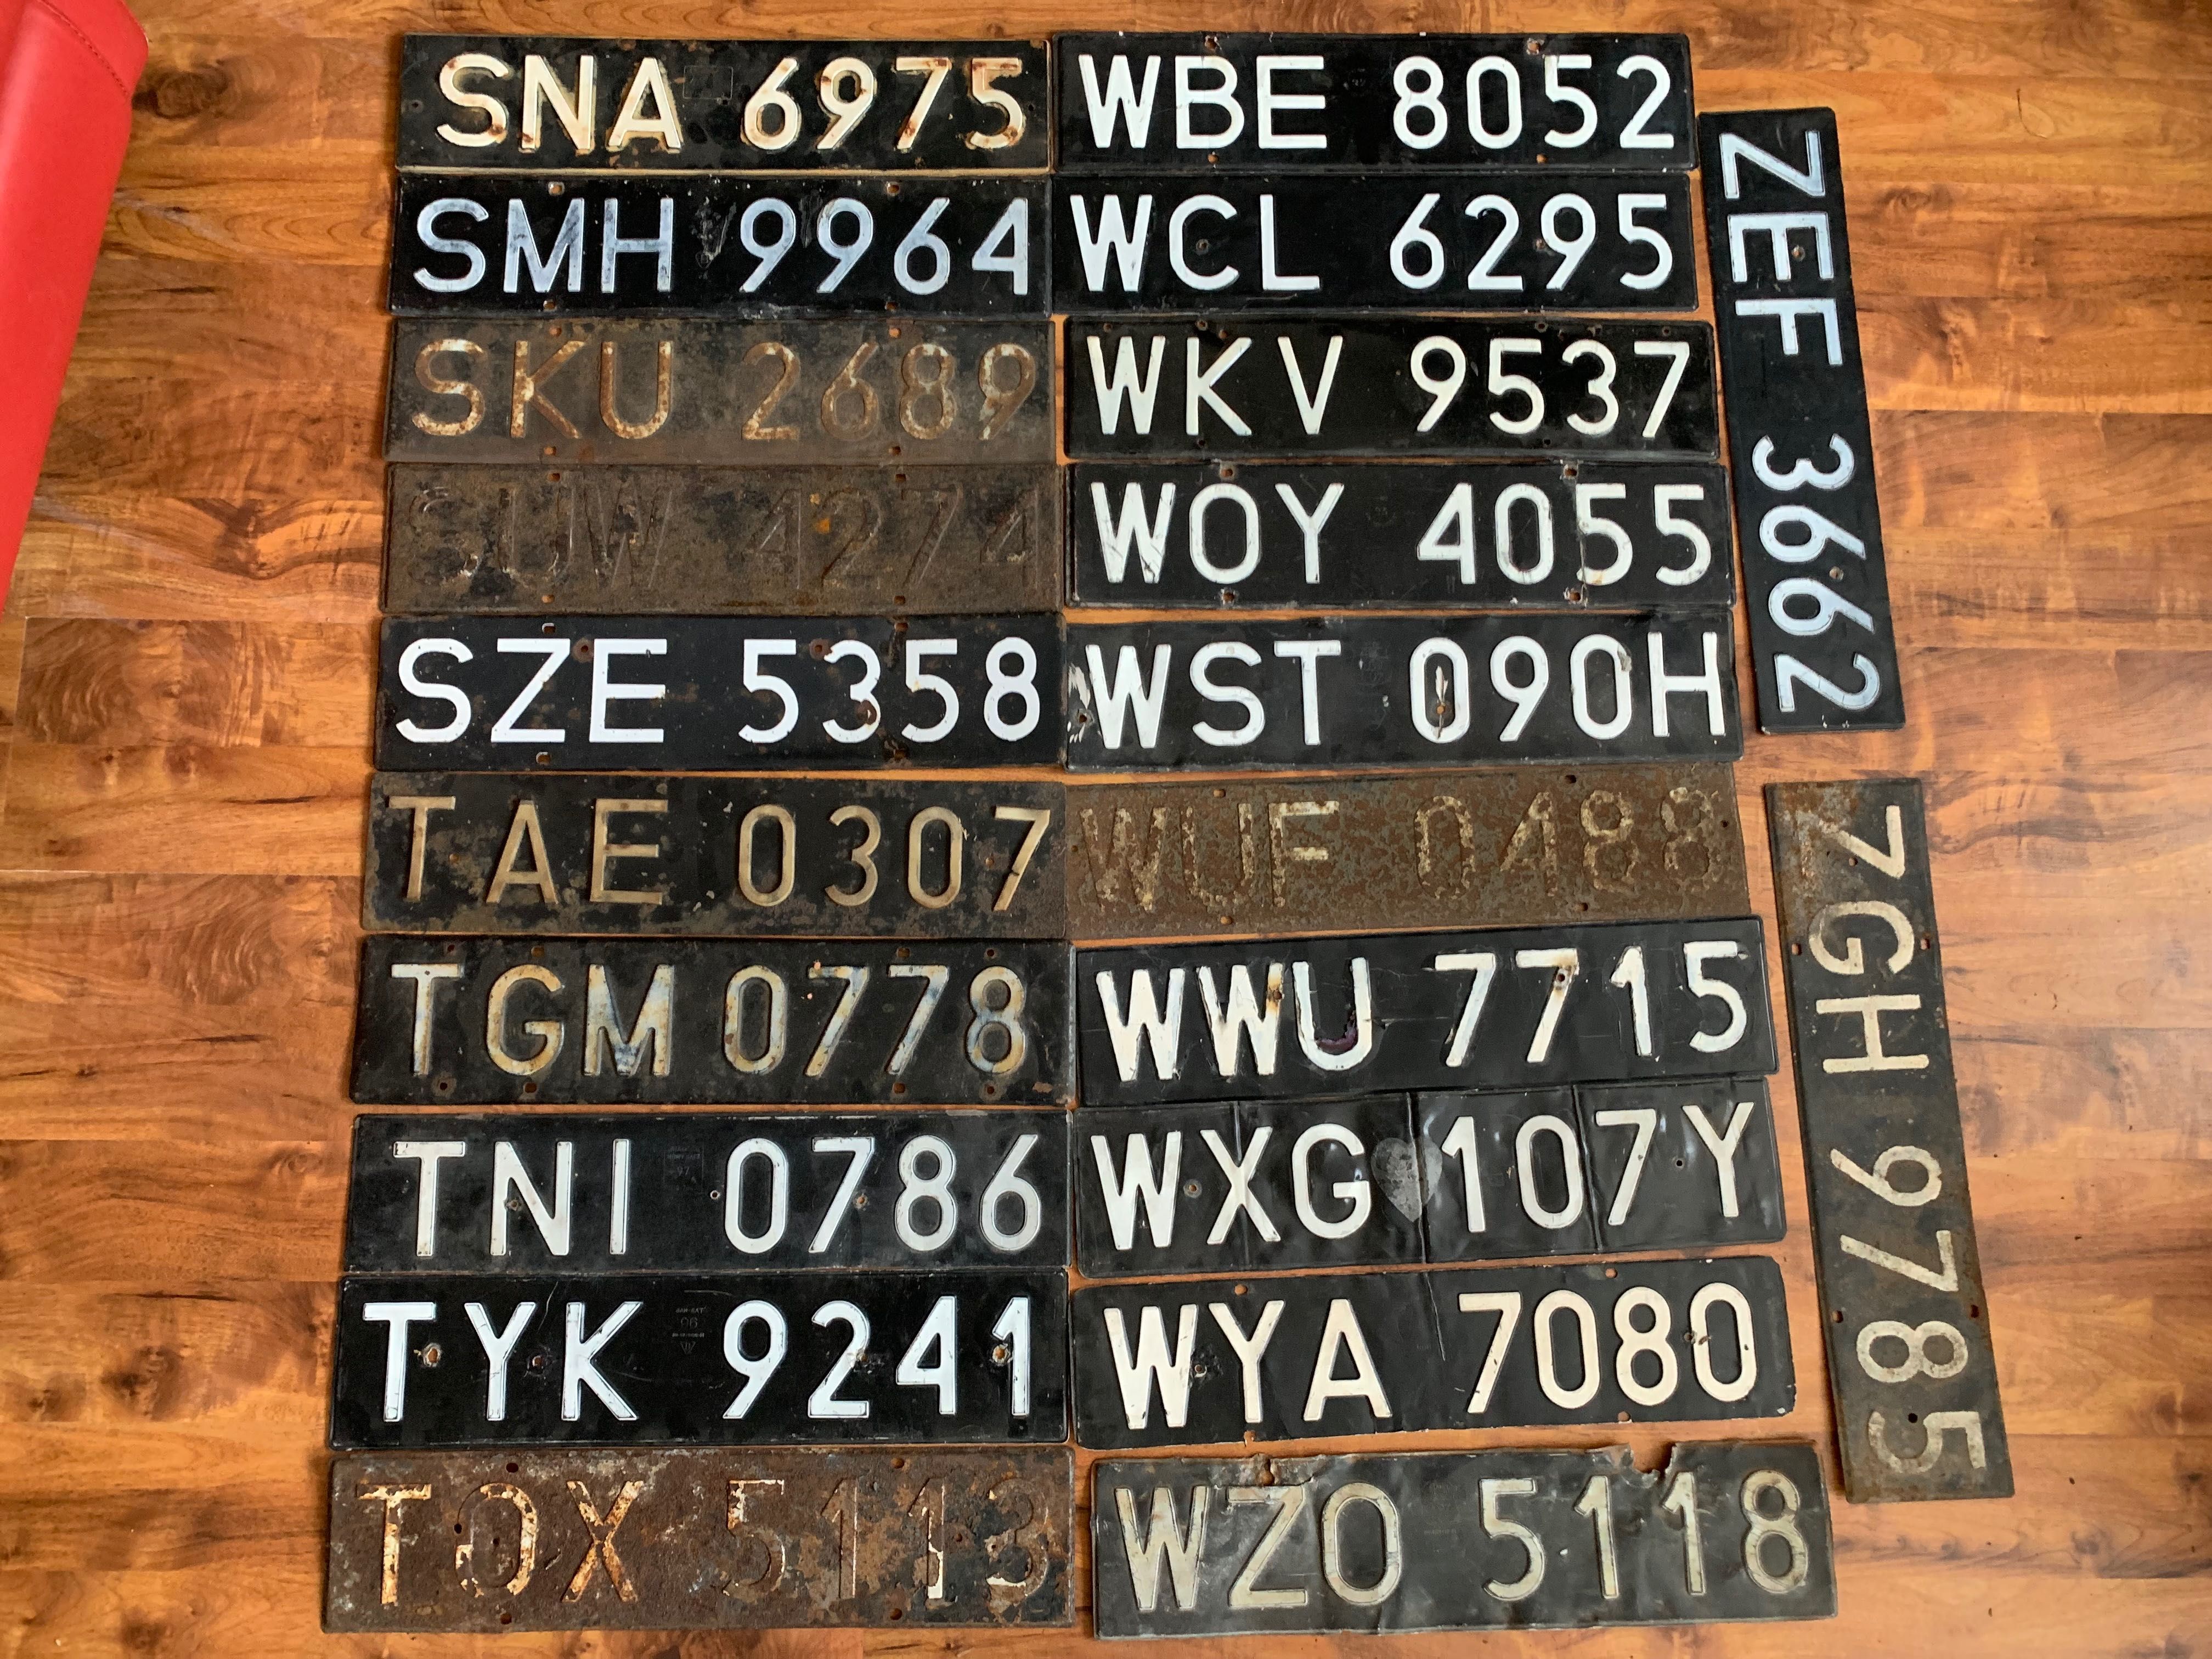 SNA 6975
SMH 9964
SKU 2689
SUW 4274
SZE 5358
TAE 0307
TGM 0778
TNI 0786
TYK 9241
TOX 5113
WBE 8052
WCL 6295
WKV 9537
WOY 4055
WST 090H
WUF 0488
WWU 7715
WXG 107Y
WYA 7080
WZO 5118
ZEF 3662
ZGH 9785